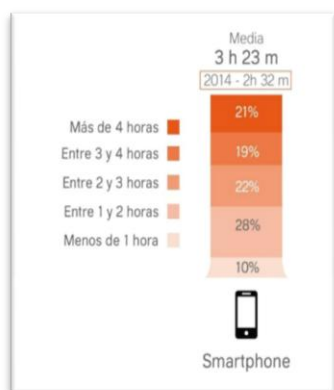 Media
3 h 23 m
2014 - 2h 32 m
Más de 4 horas
21%
Entre 3 y 4 horas
19%
Entre 2 y 3 horas
22%
Entre 1 y 2 horas
28%
Menos de 1 hora
10%
Smartphone